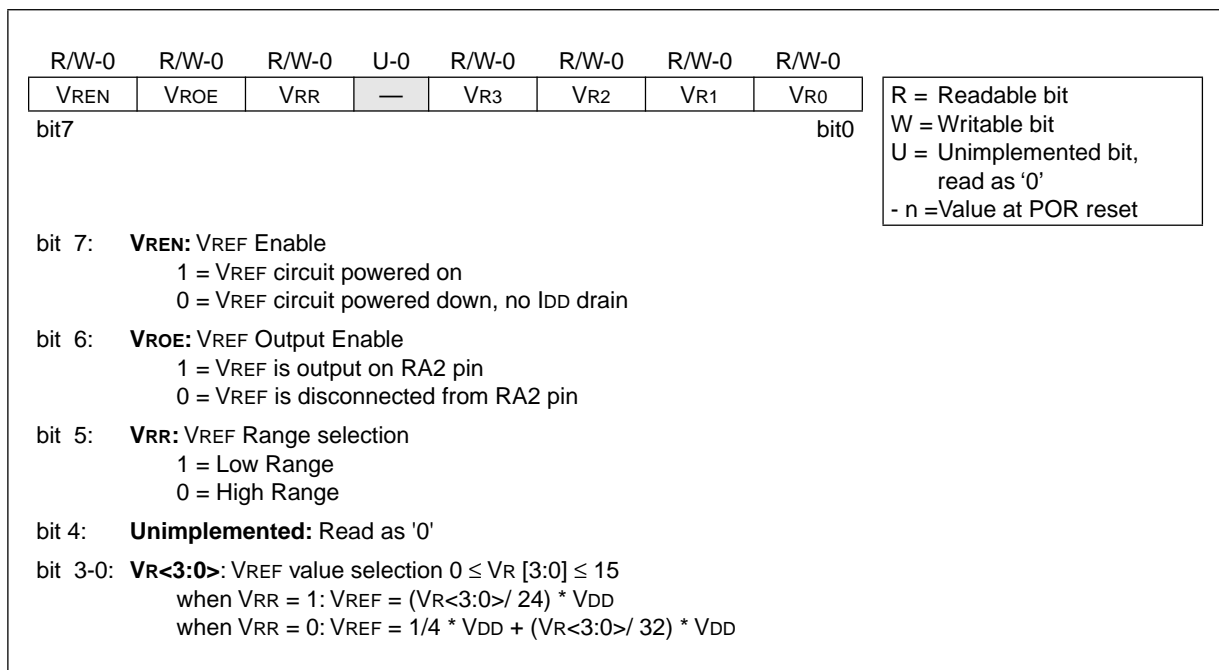 R/W-0 R/W-0 R/W-0 U-0 R/W-0 R/W-0 R/W-0 R/W-0
VREN VROE VRR — VR3 VR2 VR1 VR0
bit7 bit0
R = Readable bit
W = Writable bit
U = Unimplemented bit,
read as ‘0’
- n =Value at POR reset
bit 7: VREN: VREF Enable
1 = VREF circuit powered on
0 = VREF circuit powered down, no IDD drain
bit 6: VROE: VREF Output Enable
1 = VREF is output on RA2 pin
0 = VREF is disconnected from RA2 pin
bit 5: VRR: VREF Range selection
1 = Low Range
0 = High Range
bit 4: Unimplemented: Read as '0'
bit 3-0: VR<3:0>: VREF value selection 0 ≤ VR [3:0] ≤ 15
when VRR = 1: VREF = (VR<3:0>/ 24) * VDD
when VRR = 0: VREF = 1/4 * VDD + (VR<3:0>/ 32) * VDD